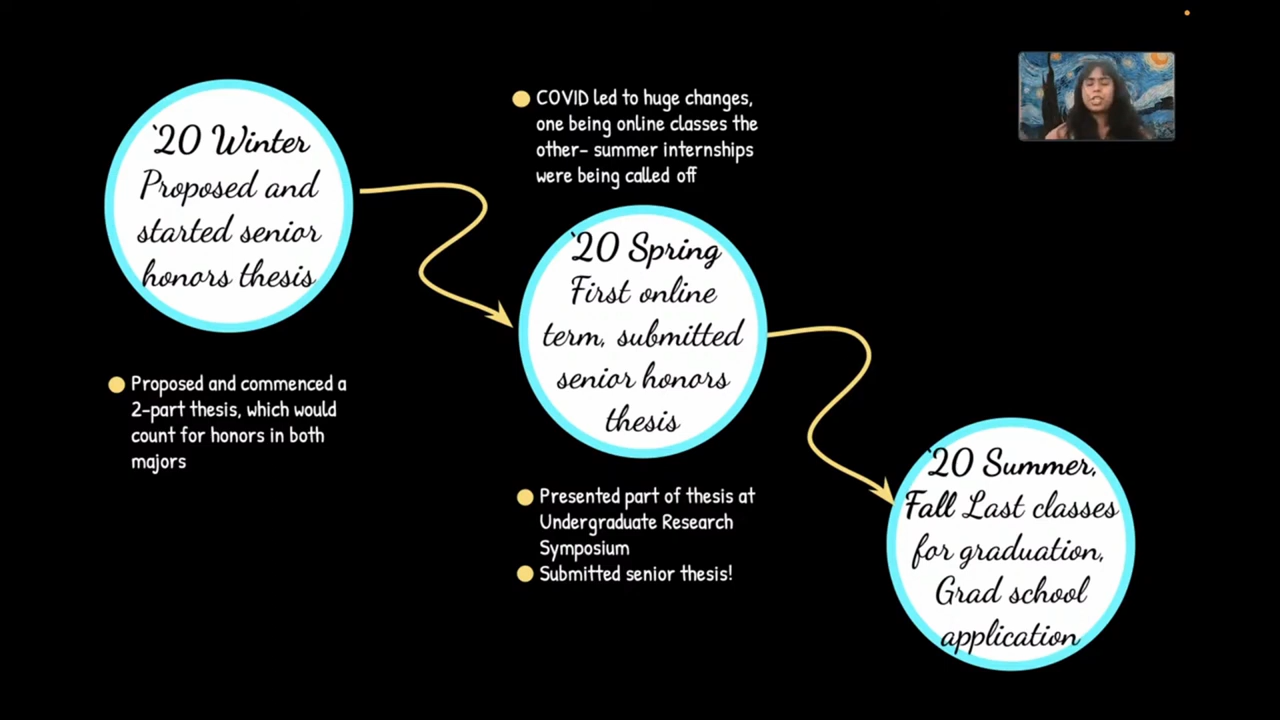 `20 Winter
Proposed and
started senior
honors thesis
Proposed and commenced a
2-part thesis, which would
count for honors in both
majors
COVID led to huge changes,
one being online classes the
other- summer internships
were being called off
`20 Spring
First online
term, submitted
senior honors
thesis
Presented part of thesis at
Undergraduate Research
Symposium
Submitted senior thesis!
`20 Summer,
Fall Last classes
for graduation,
Grad school
application